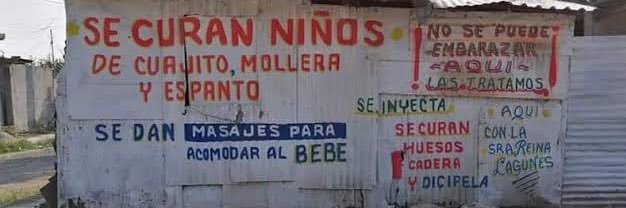 SE CURAN NIÑOS
DE CUAJITO, MOLLERA
Y ESPANTO
¡NO SE PUEDE!
EMBARAZAR
AQUI
LAS TRATAMOS
SE DAN MASAJES PARA
ACOMODAR AL BEBE
SE INYECTA
SE CURAN
HUESOS
CADERA
Y DICIPELA
AQUI
CON LA
SRA REINA
LAGUNES